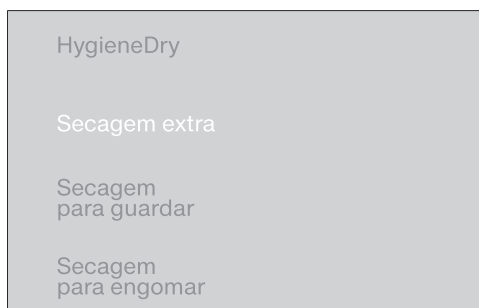 HygieneDry
Secagem extra
Secagem
para guardar
Secagem
para engomar